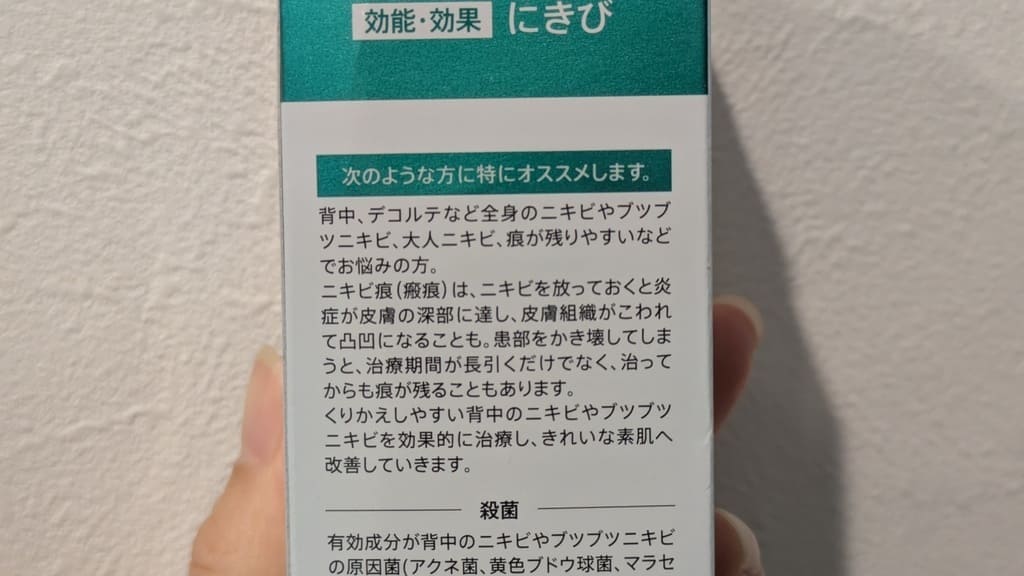 効能・効果 にきび
次のような方に特にオススメします。
背中、デコルテなど全身のニキビやブツブ
ツニキビ、大人ニキビ、痕が残りやすいなど
でお悩みの方。
ニキビ痕(瘢痕)は、ニキビを放っておくと炎
症が皮膚の深部に達し、皮膚組織がこわれ
て凸凹になることも。患部をかき壊してしま
うと、治療期間が長引くだけでなく、治って
からも痕が残ることもあります。
くりかえしやすい背中のニキビやブツブツ
ニキビを効果的に治療し、きれいな素肌へ
改善していきます。
殺菌
有効成分が背中のニキビやブツブツニキビ
の原因菌(アクネ菌、黄色ブドウ球菌、マラセ